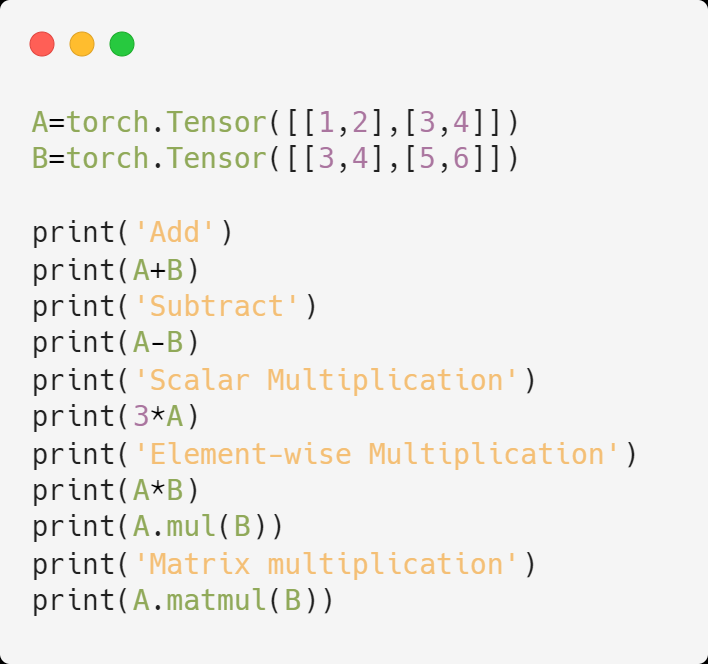 A=torch.Tensor([[1,2],[3,4]])
B=torch.Tensor([[3,4],[5,6]])
print('Add')
print(A+B)
print('Subtract')
print(A-B)
print('Scalar Multiplication')
print(3*A)
print('Element-wise Multiplication')
print(A*B)
print(A.mul(B))
print('Matrix multiplication')
print(A.matmul(B))